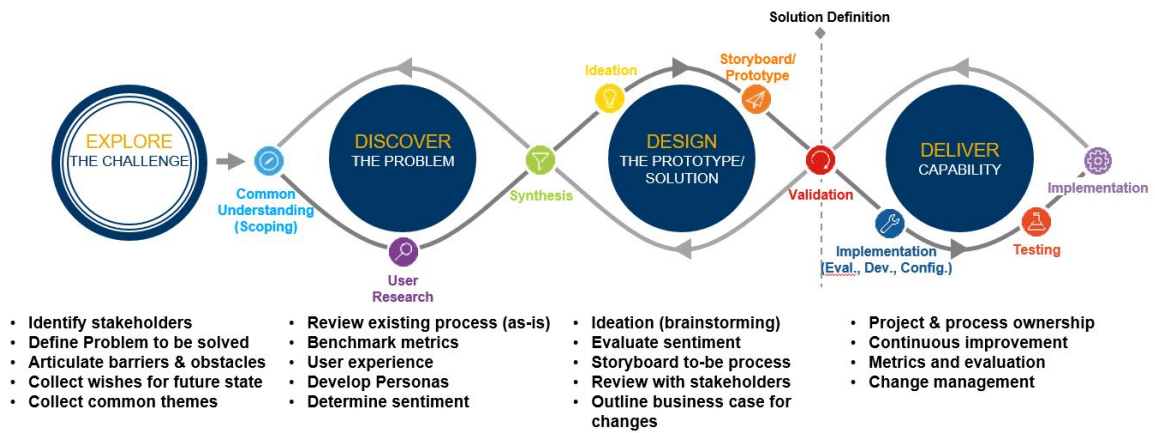 Solution Definition
EXPLORE
THE CHALLENGE
Common
Understanding
(Scoping)
DISCOVER
THE PROBLEM
User
Research
Synthesis
Ideation
Storyboard/
Prototype
DESIGN
THE PROTOTYPE/
SOLUTION
Validation
DELIVER
CAPABILITY
Implementation
(Eval., Dev., Config.)
Testing
Implementation
• Identify stakeholders
• Define Problem to be solved
• Articulate barriers & obstacles
• Collect wishes for future state
• Collect common themes
• Review existing process (as-is)
• Benchmark metrics
• User experience
• Develop Personas
• Determine sentiment
• Ideation (brainstorming)
• Evaluate sentiment
• Storyboard to-be process
• Review with stakeholders
• Outline business case for
changes
• Project & process ownership
• Continuous improvement
• Metrics and evaluation
• Change management